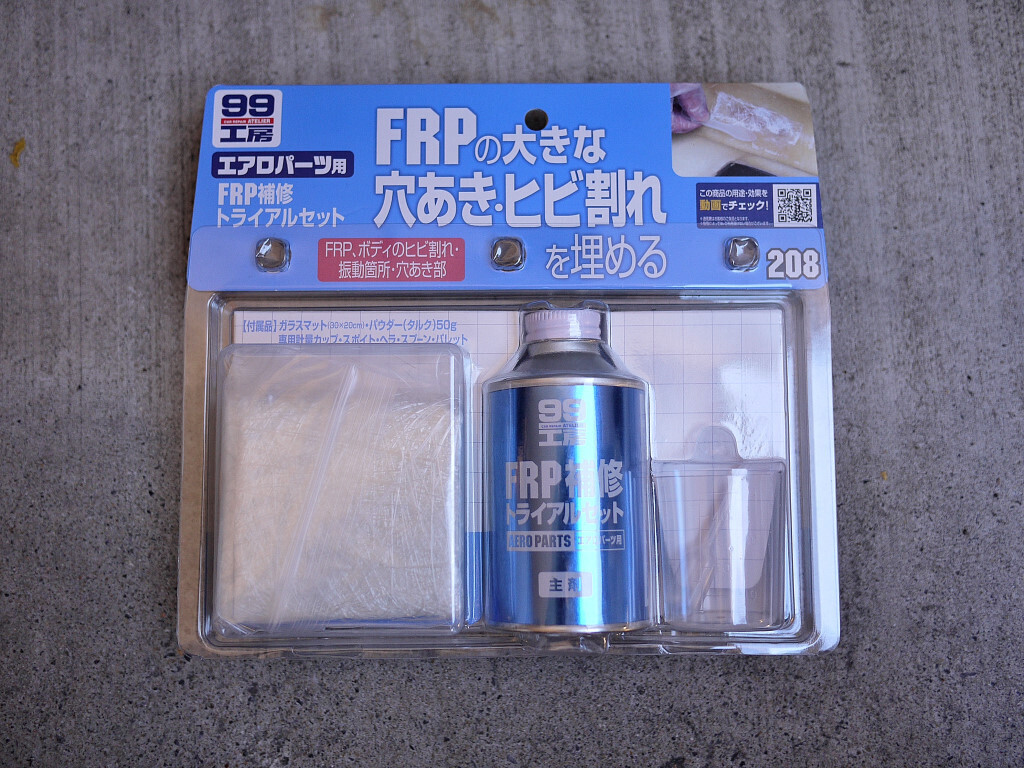 99
CAR REPAIR ATELIER
工房
エアロパーツ用
FRP補修
トライアルセット
FRPの大きな
穴あき・ヒビ割れ
を埋める
FRP、ボディのヒビ割れ・
振動箇所・穴あき部
この商品の用途・効果を
動画でチェック!
208
【付属品】ガラスマット(30×20cm)・パウダー(タルク)50g
専用計量カップ・スポイト・ヘラ・スプーン・パレット
99
CAR REPAIR ATELIER
工房
FRP補修
トライアルセット
AERO PARTS エアロパーツ用
主剤